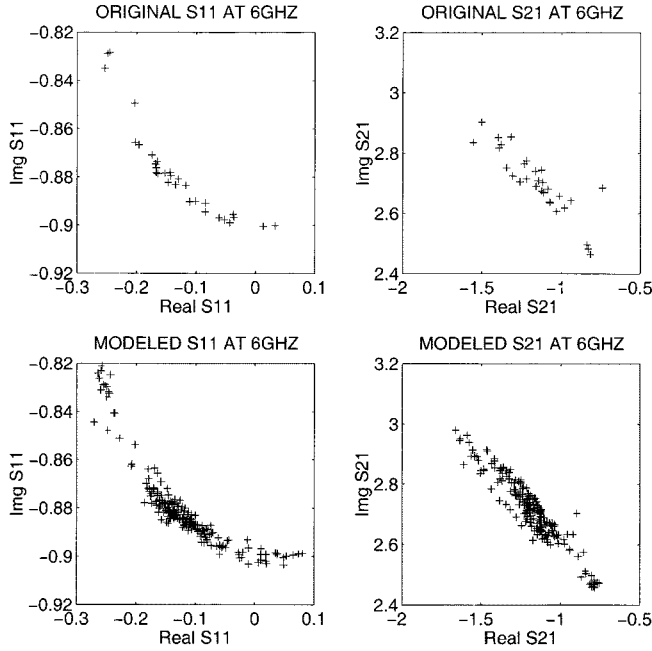 ORIGINAL S11 AT 6GHZ
-0.82
-0.84
-0.86
-0.88
-0.9
-0.92
Img S11
-0.3 -0.2 -0.1 0 0.1
Real S11
ORIGINAL S21 AT 6GHZ
3.2
3
2.8
2.6
2.4
Img S21
-2 -1.5 -1 -0.5
Real S21
MODELED S11 AT 6GHZ
-0.82
-0.84
-0.86
-0.88
-0.9
-0.92
Img S11
-0.3 -0.2 -0.1 0 0.1
Real S11
MODELED S21 AT 6GHZ
3.2
3
2.8
2.6
2.4
Img S21
-2 -1.5 -1 -0.5
Real S21